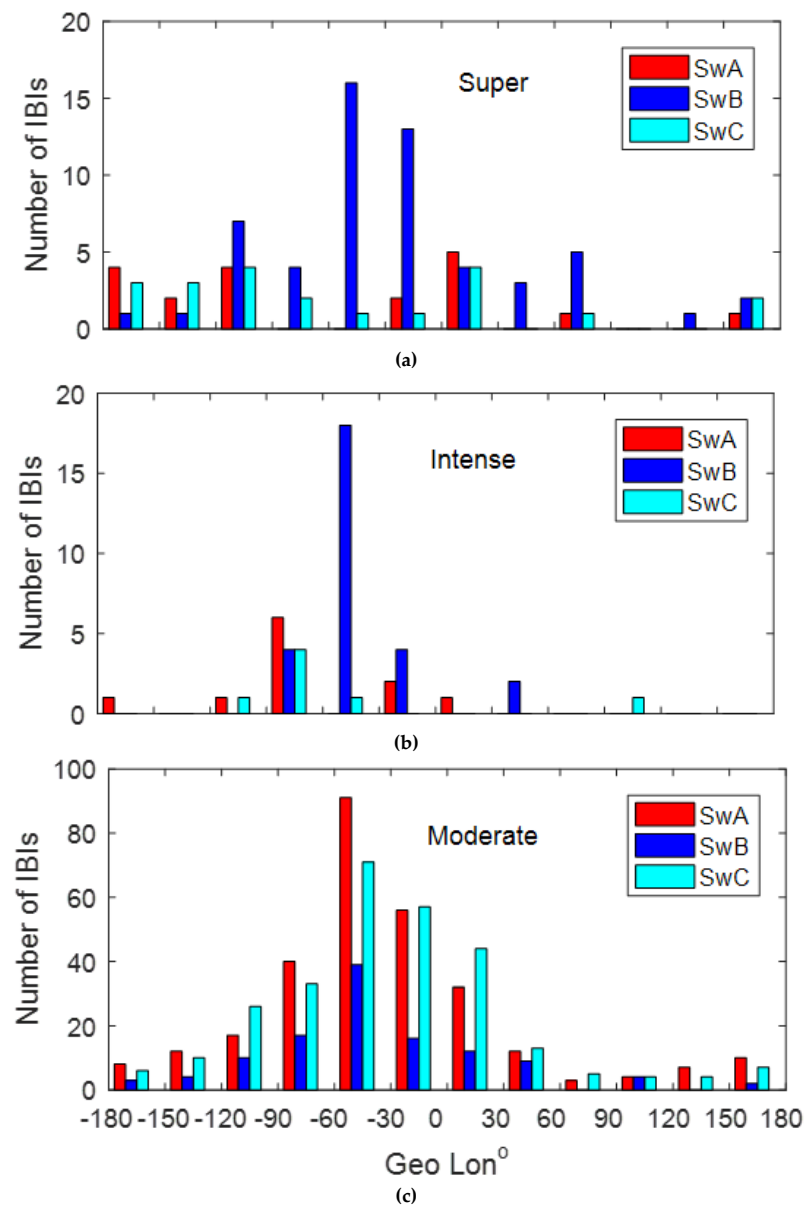 20
15
10
5
0
Number of IBIs
Super
SwA
SwB
SwC
(a)
20
15
10
5
0
Number of IBIs
Intense
SwA
SwB
SwC
(b)
100
80
60
40
20
0
Number of IBIs
Moderate
SwA
SwB
SwC
-180 -150 -120 -90 -60 -30 0 30 60 90 120 150 180
Geo Lon°
(c)